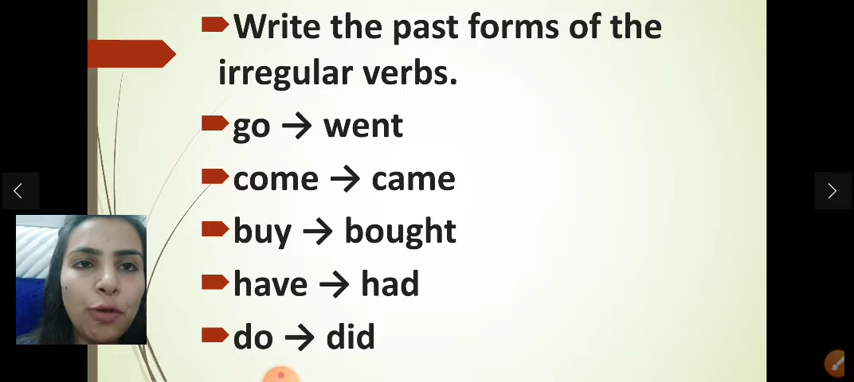 Write the past forms of the
irregular verbs.
go → went
come → came
buy → bought
have → had
do → did